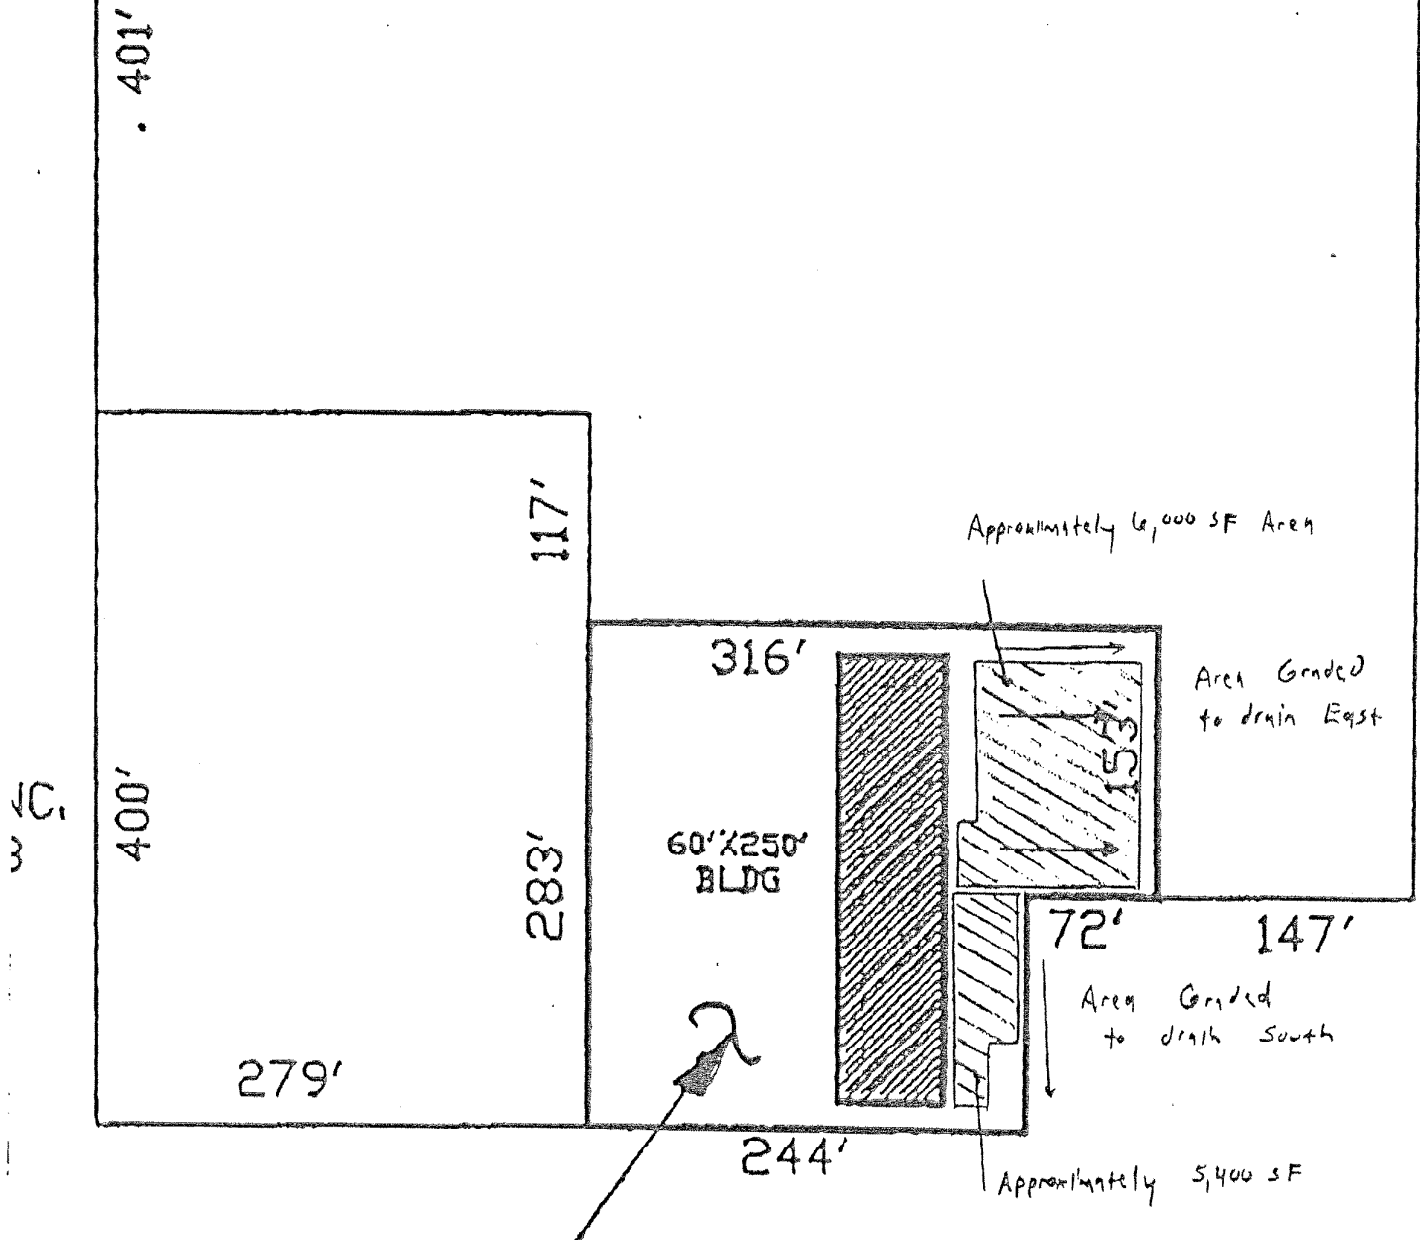 401'
117'
Approximately 6,000 SF Area
316'
Area Graded
to drain East
153'
400'
60'X250'
BLDG
283'
72'
147'
Area Graded
to drain South
2
279'
244'
Approximately 5,400 SF